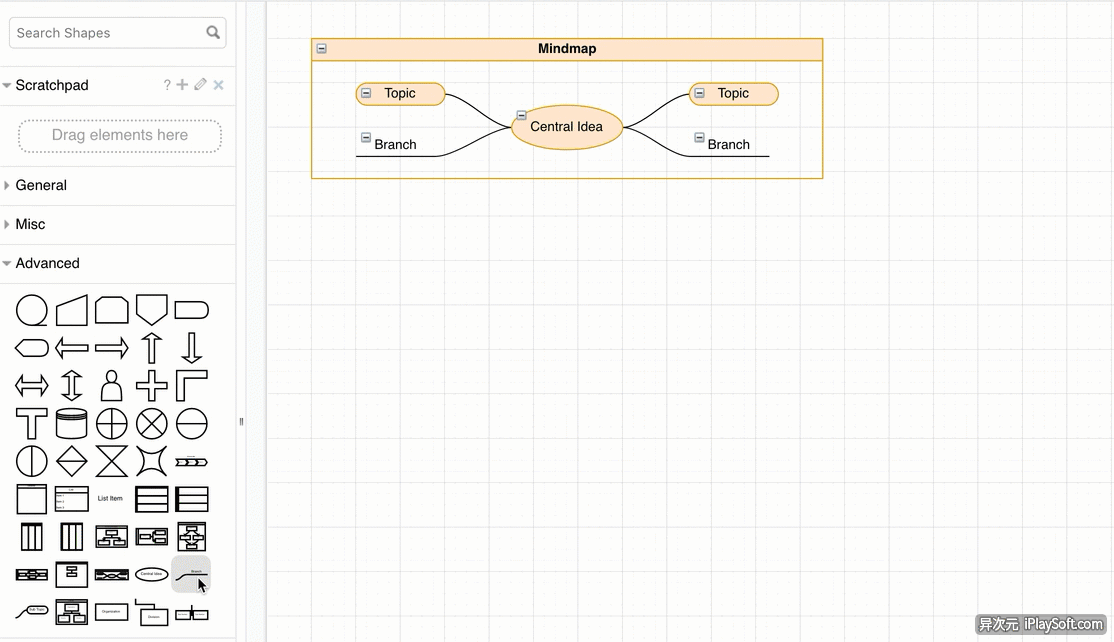 Search Shapes
Scratchpad
?
Drag elements here
General
Misc
Advanced
List Item
Central Idea
Branch
Sub Topic
Organization
Division
Mindmap
Topic
Topic
Central Idea
Branch
Branch
异次元 iPlaySoft.com